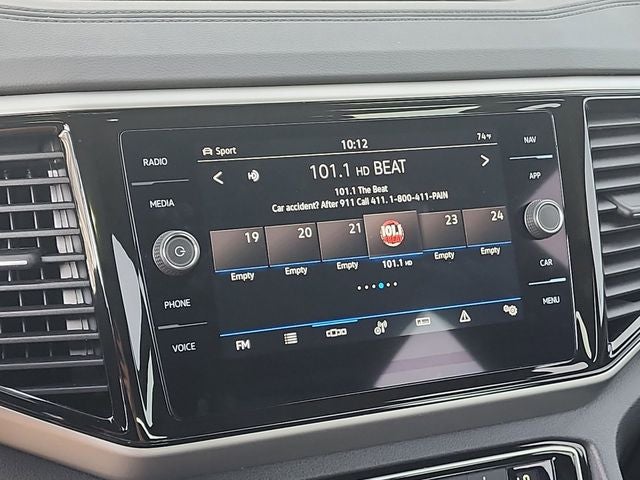 RADIO
MEDIA
PHONE
VOICE
Sport 10:12 74°F
101.1 HD BEAT
101.1 The Beat
Car accident? After 911 Call 411. 1-800-411-PAIN
19 20 21 101.1 23 24
Empty Empty Empty 101.1 HD Empty Empty
FM
NAV
APP
CAR
MENU